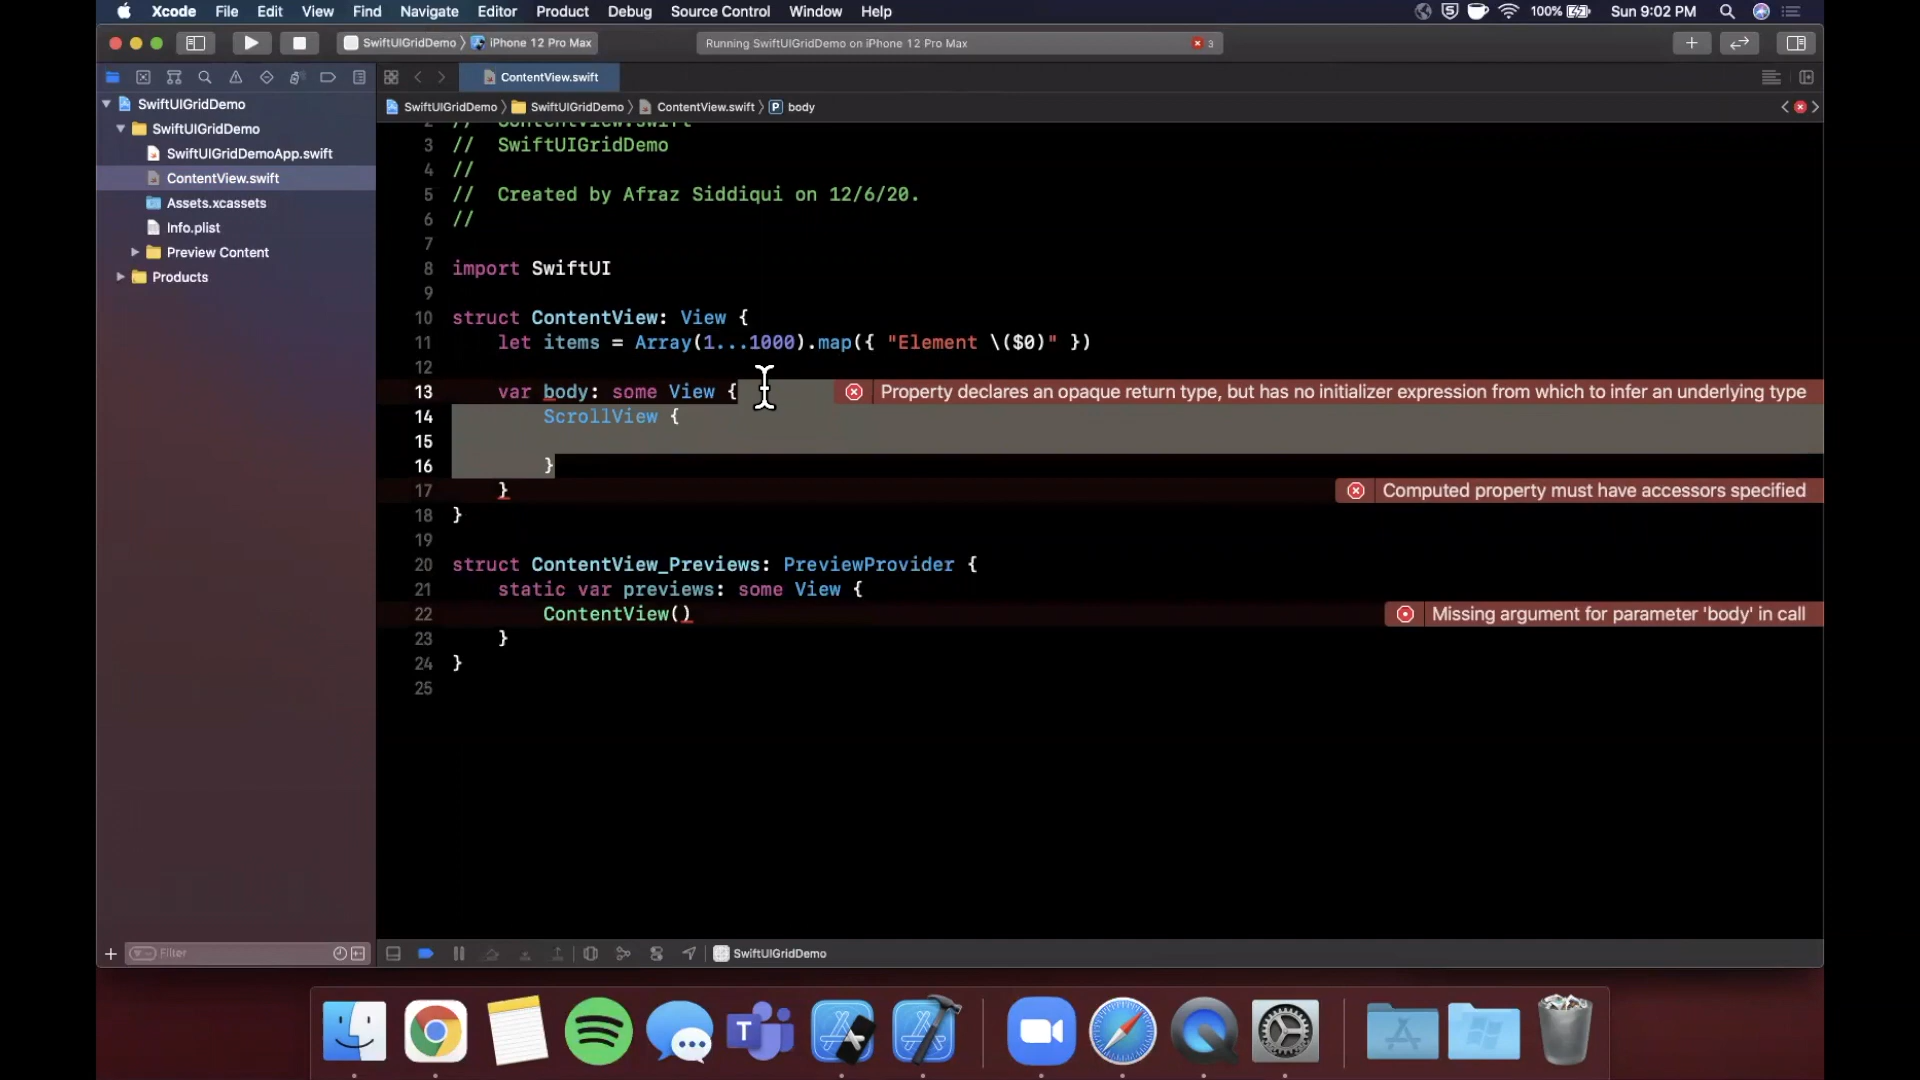 Xcode File Edit View Find Navigate Editor Product Debug Source Control Window Help 100% Sun 9:02 PM
SwiftUIGridDemo iPhone 12 Pro Max Running SwiftUIGridDemo on iPhone 12 Pro Max 3
ContentView.swift
SwiftUIGridDemo SwiftUIGridDemo SwiftUIGridDemo ContentView.swift P body
SwiftUIGridDemo
SwiftUIGridDemoApp.swift
ContentView.swift
Assets.xcassets
Info.plist
Preview Content
Products
2 // ContentView.swift
3 // SwiftUIGridDemo
4 //
5 // Created by Afraz Siddiqui on 12/6/20.
6 //
7
8 import SwiftUI
9
10 struct ContentView: View {
11 let items = Array(1...1000).map({ "Element \($0)" })
12
13 var body: some View { Property declares an opaque return type, but has no initializer expression from which to infer an underlying type
14 ScrollView {
15
16 }
17 } Computed property must have accessors specified
18 }
19
20 struct ContentView_Previews: PreviewProvider {
21 static var previews: some View {
22 ContentView() Missing argument for parameter 'body' in call
23 }
24 }
25
Filter SwiftUIGridDemo